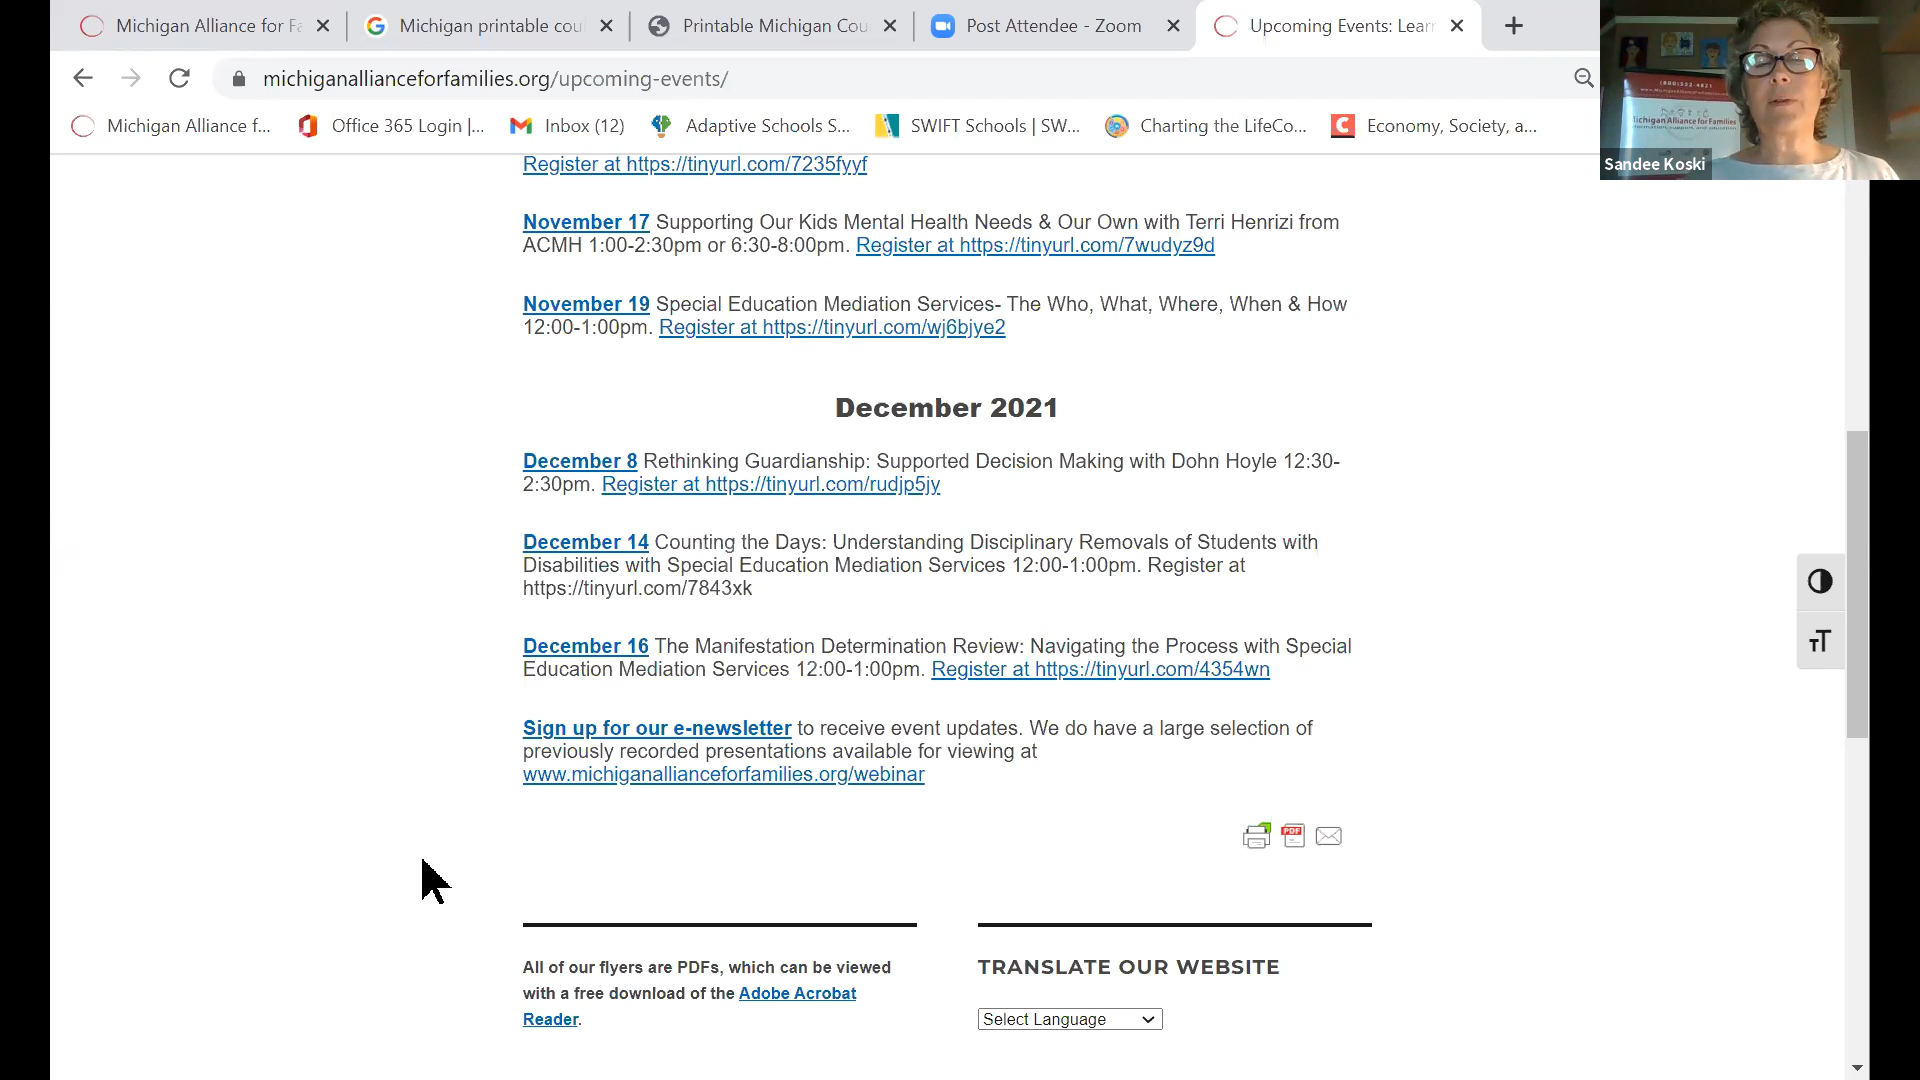 Michigan Alliance for Fa
Michigan printable cou
Printable Michigan Cou
Post Attendee - Zoom
Upcoming Events: Lear
michiganallianceforfamilies.org/upcoming-events/
Michigan Alliance f...
Office 365 Login |...
Inbox (12)
Adaptive Schools S...
SWIFT Schools | SW...
Charting the LifeCo...
Economy, Society, a...
Michigan Alliance for Families
Sandee Koski
Register at https://tinyurl.com/7235fyyf
November 17 Supporting Our Kids Mental Health Needs & Our Own with Terri Henrizi from
ACMH 1:00-2:30pm or 6:30-8:00pm. Register at https://tinyurl.com/7wudyz9d
November 19 Special Education Mediation Services- The Who, What, Where, When & How
12:00-1:00pm. Register at https://tinyurl.com/wj6bjye2
December 2021
December 8 Rethinking Guardianship: Supported Decision Making with Dohn Hoyle 12:30-
2:30pm. Register at https://tinyurl.com/rudjp5jy
December 14 Counting the Days: Understanding Disciplinary Removals of Students with
Disabilities with Special Education Mediation Services 12:00-1:00pm. Register at
https://tinyurl.com/7843xk
December 16 The Manifestation Determination Review: Navigating the Process with Special
Education Mediation Services 12:00-1:00pm. Register at https://tinyurl.com/4354wn
Sign up for our e-newsletter to receive event updates. We do have a large selection of
previously recorded presentations available for viewing at
www.michiganallianceforfamilies.org/webinar
PDF
All of our flyers are PDFs, which can be viewed
with a free download of the Adobe Acrobat
Reader.
TRANSLATE OUR WEBSITE
Select Language